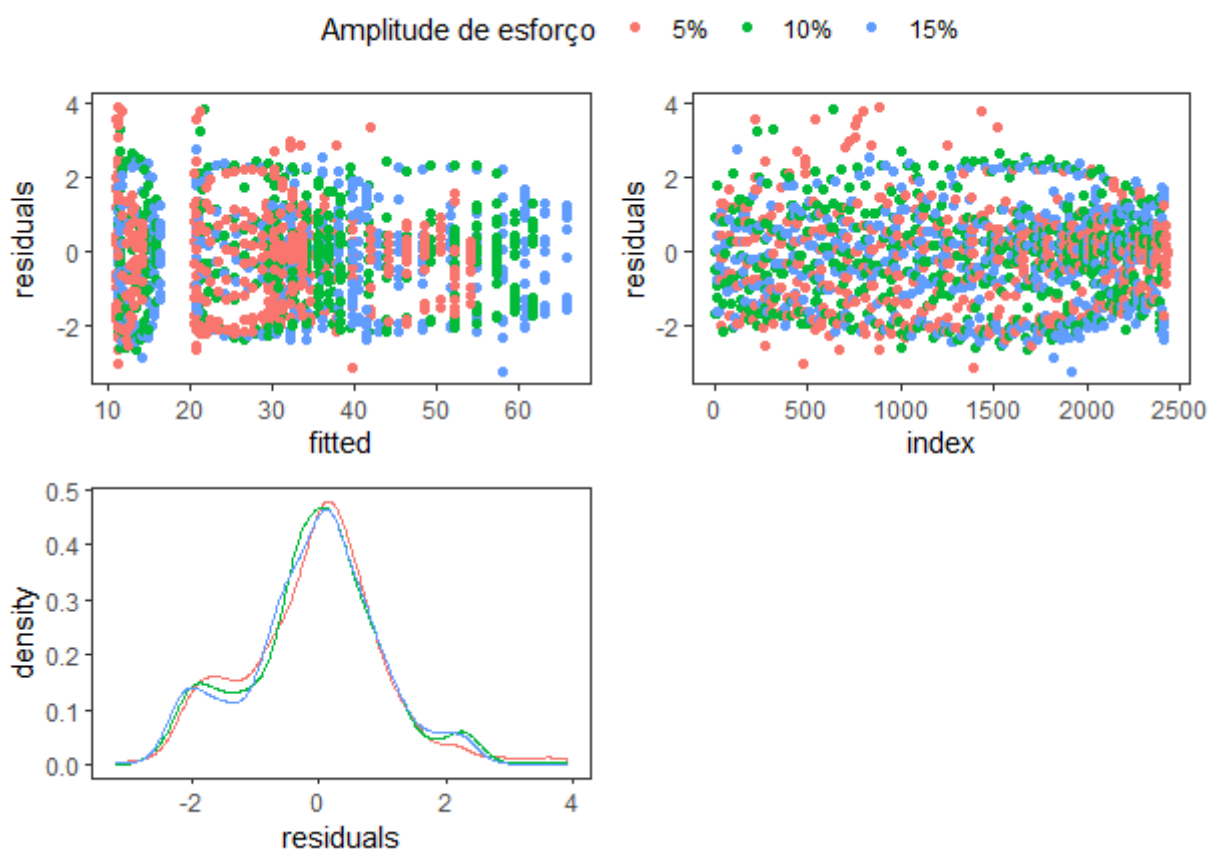 Amplitude de esforço 5% 10% 15%
4
2
0
-2
residuals
10 20 30 40 50 60
fitted
4
2
0
-2
residuals
0 500 1000 1500 2000 2500
index
0.5
0.4
0.3
0.2
0.1
0.0
density
-2 0 2 4
residuals